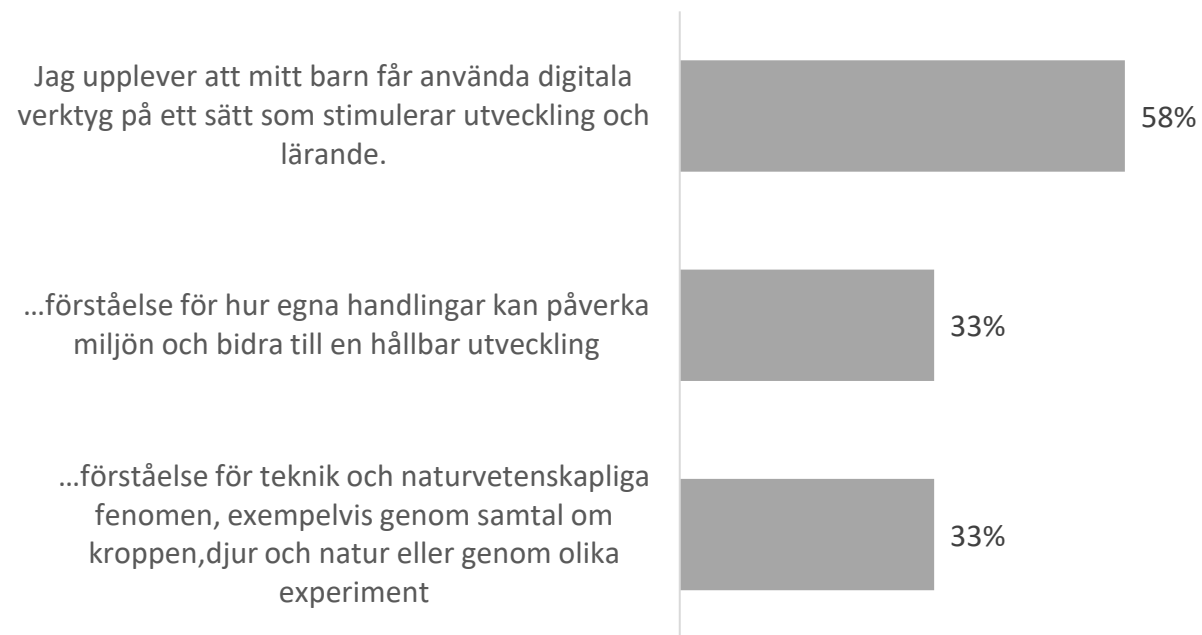 Jag upplever att mitt barn får använda digitala
verktyg på ett sätt som stimulerar utveckling och
lärande.
58%
…förståelse för hur egna handlingar kan påverka
miljön och bidra till en hållbar utveckling
33%
…förståelse för teknik och naturvetenskapliga
fenomen, exempelvis genom samtal om
kroppen,djur och natur eller genom olika
experiment
33%